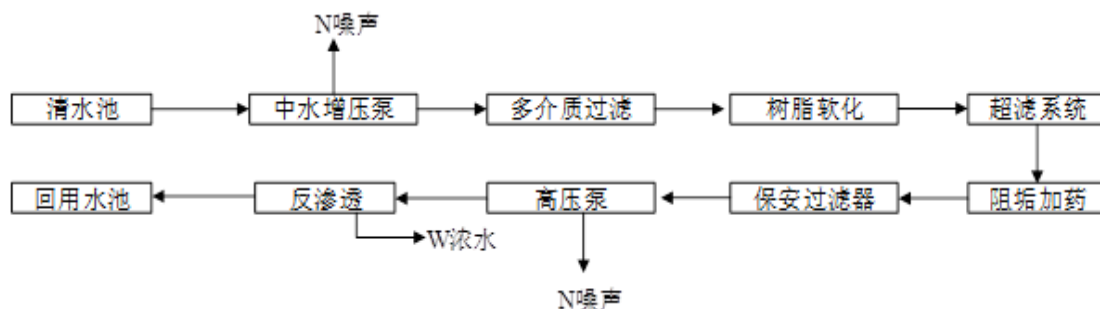 N噪声
清水池
中水增压泵
多介质过滤
树脂软化
超滤系统
回用水池
反渗透
高压泵
保安过滤器
阻垢加药
W浓水
N噪声